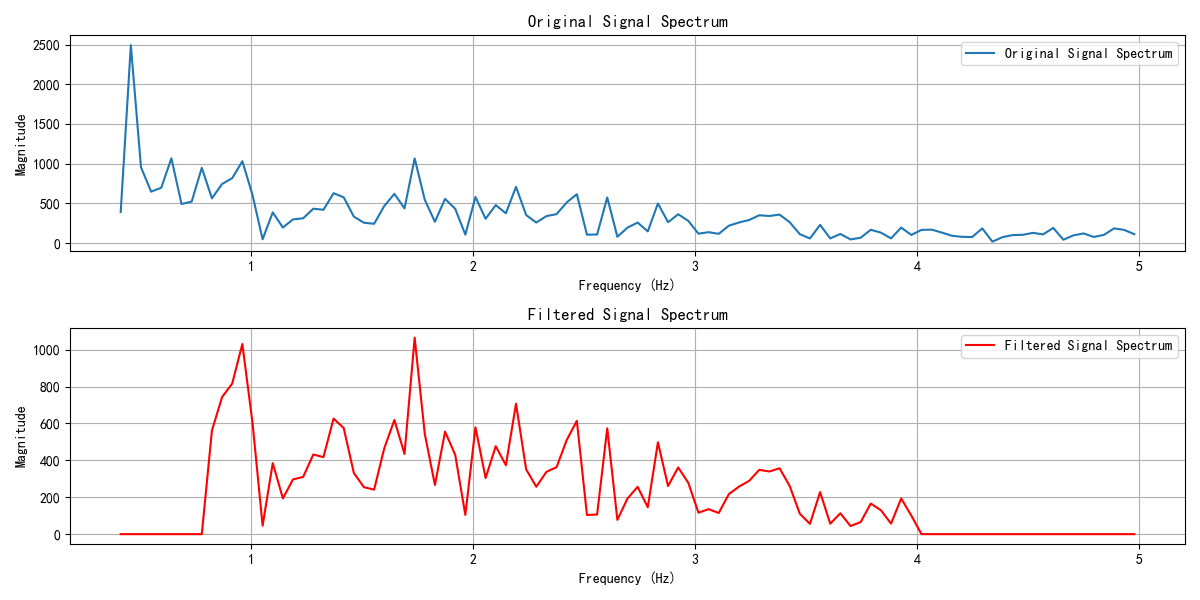 Original Signal Spectrum
Original Signal Spectrum
2500
2000
1500
1000
500
0
Magnitude
1 2 3 4 5
Frequency (Hz)
Filtered Signal Spectrum
Filtered Signal Spectrum
1000
800
600
400
200
0
Magnitude
1 2 3 4 5
Frequency (Hz)